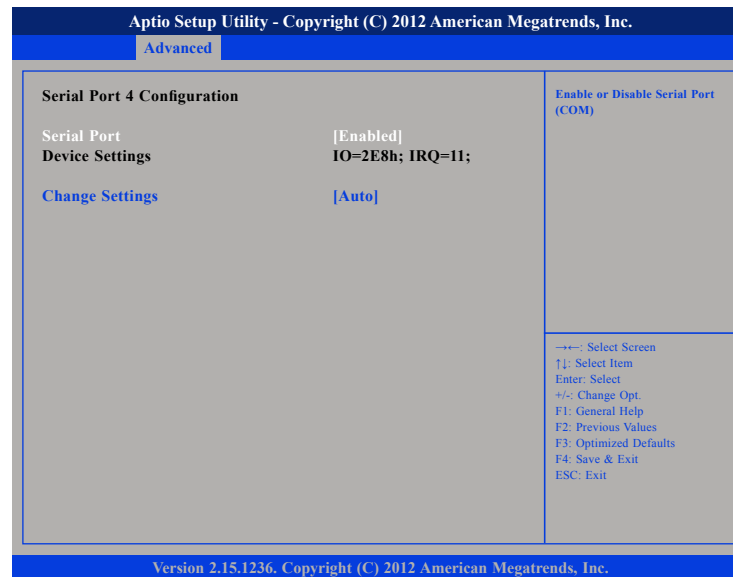 Aptio Setup Utility - Copyright (C) 2012 American Megatrends, Inc.
Advanced
Serial Port 4 Configuration
Serial Port [Enabled]
Device Settings IO=2E8h; IRQ=11;
Change Settings [Auto]
Enable or Disable Serial Port
(COM)
→←: Select Screen
↑↓: Select Item
Enter: Select
+/-: Change Opt.
F1: General Help
F2: Previous Values
F3: Optimized Defaults
F4: Save & Exit
ESC: Exit
Version 2.15.1236. Copyright (C) 2012 American Megatrends, Inc.